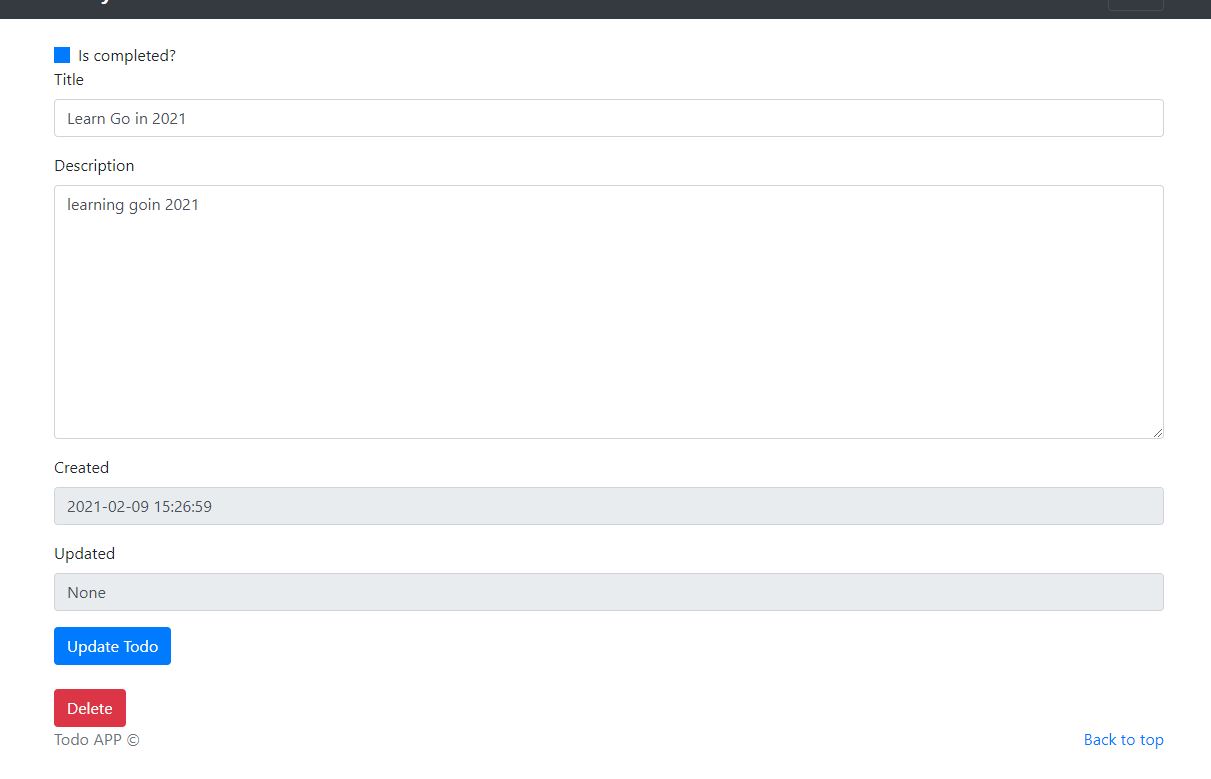 Is completed?
Title
Learn Go in 2021
Description
learning goin 2021
Created
2021-02-09 15:26:59
Updated
None
Update Todo
Delete
Todo APP © Back to top